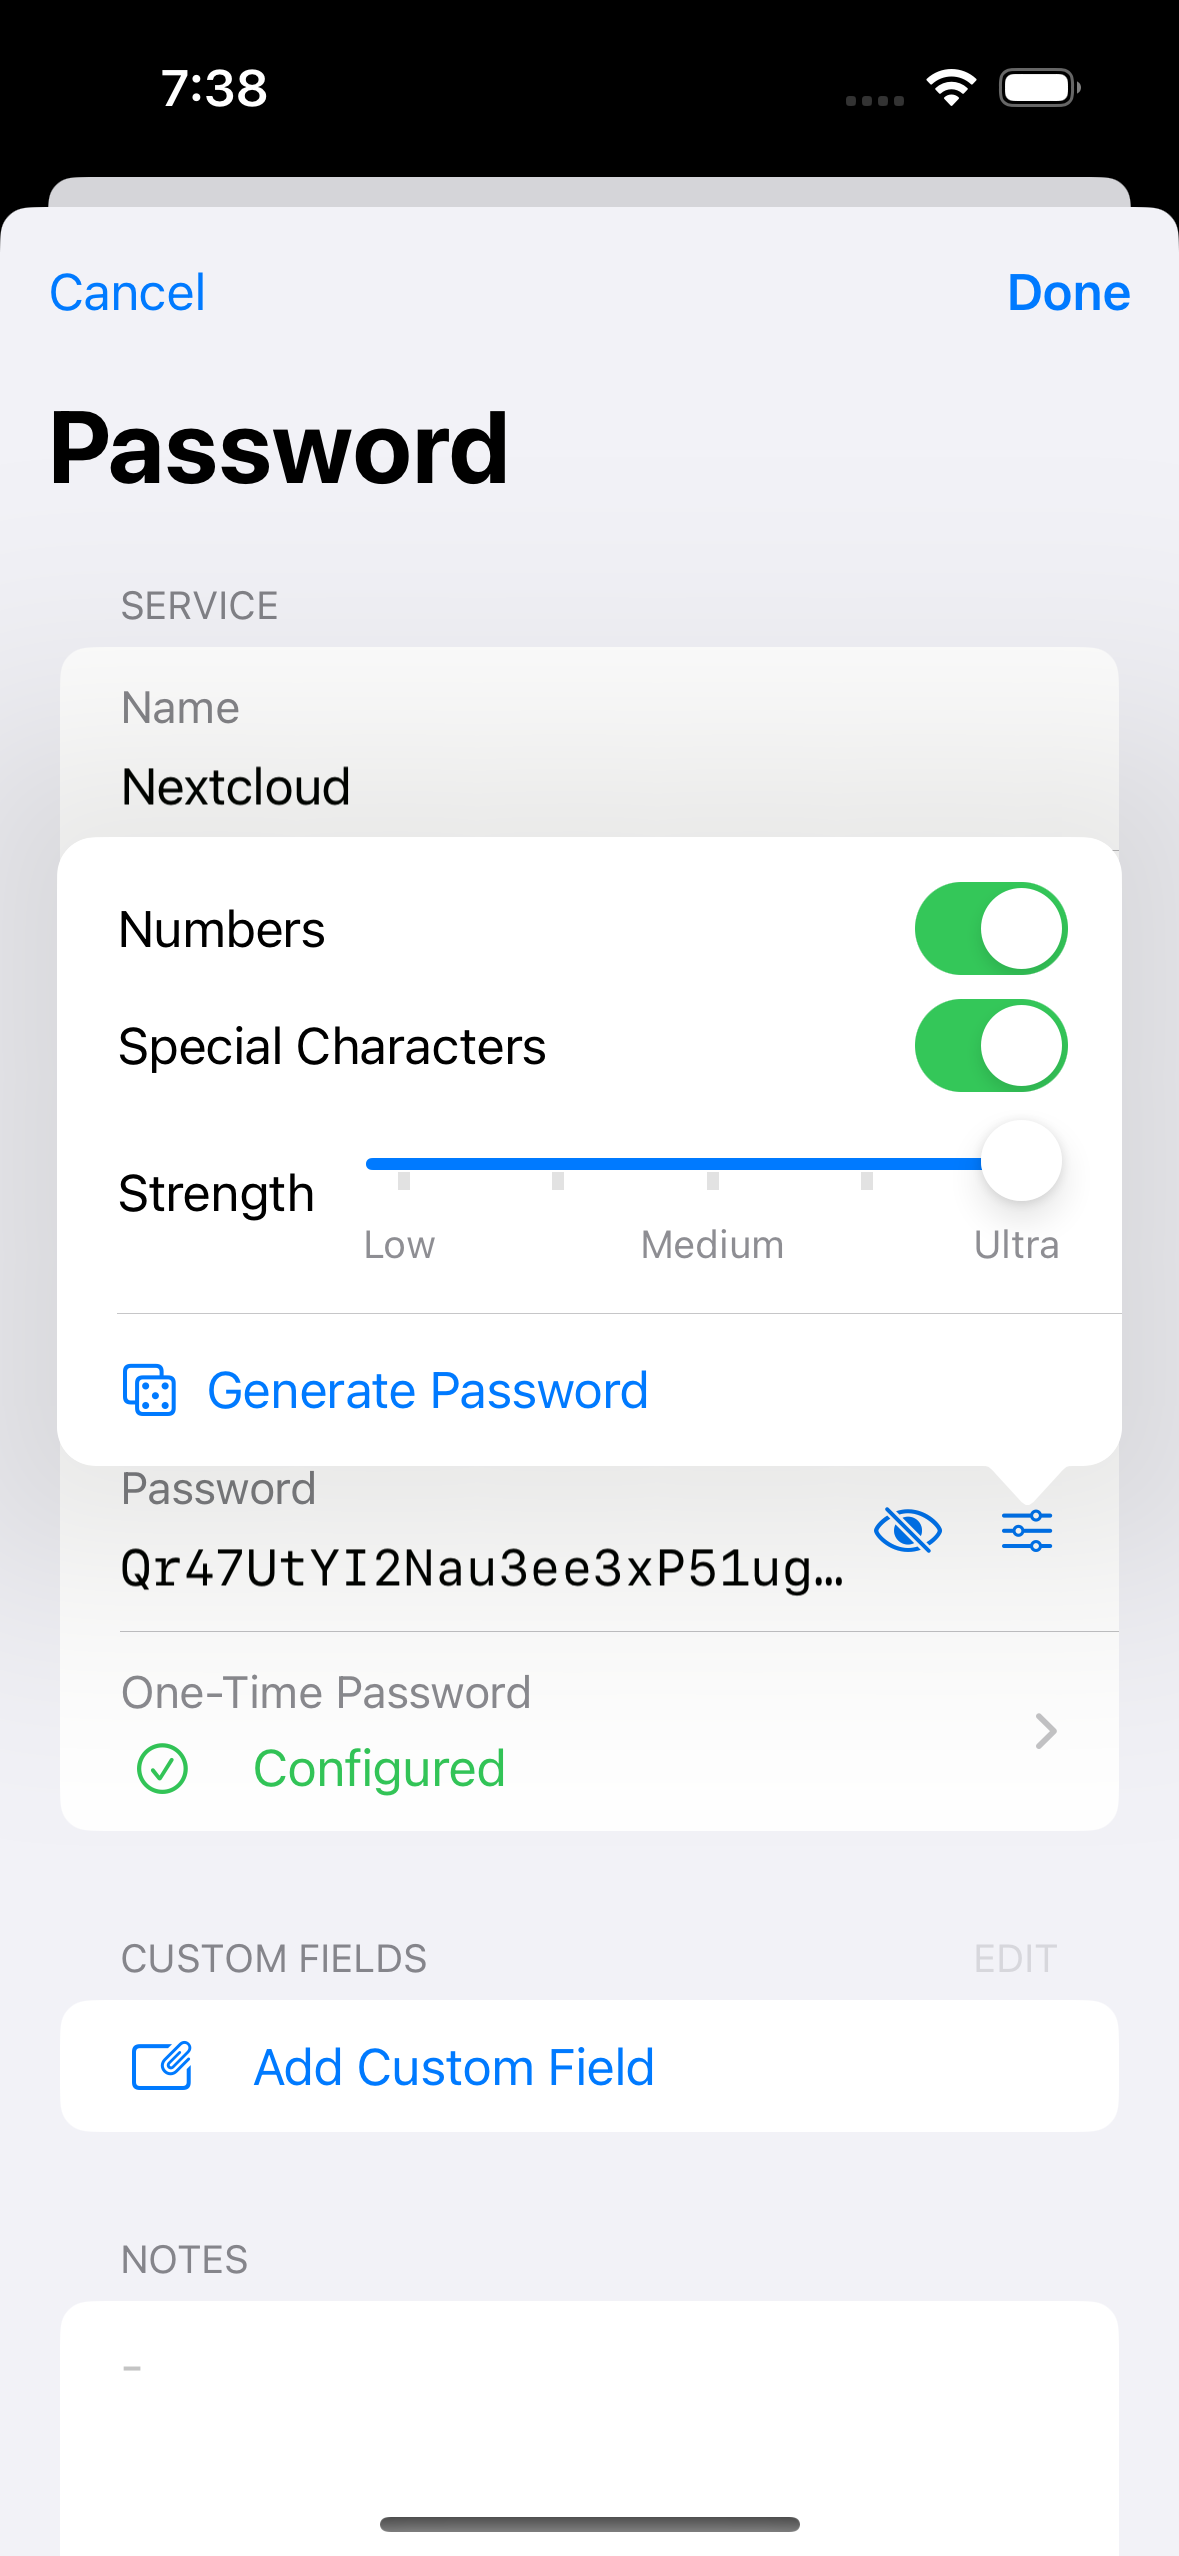 7:38
Cancel
Done
Password
SERVICE
Name
Nextcloud
Numbers
Special Characters
Strength
Low Medium Ultra
Generate Password
Password
Qr47UtYI2Nau3ee3xP51ug…
One-Time Password
Configured
CUSTOM FIELDS
EDIT
Add Custom Field
NOTES
-